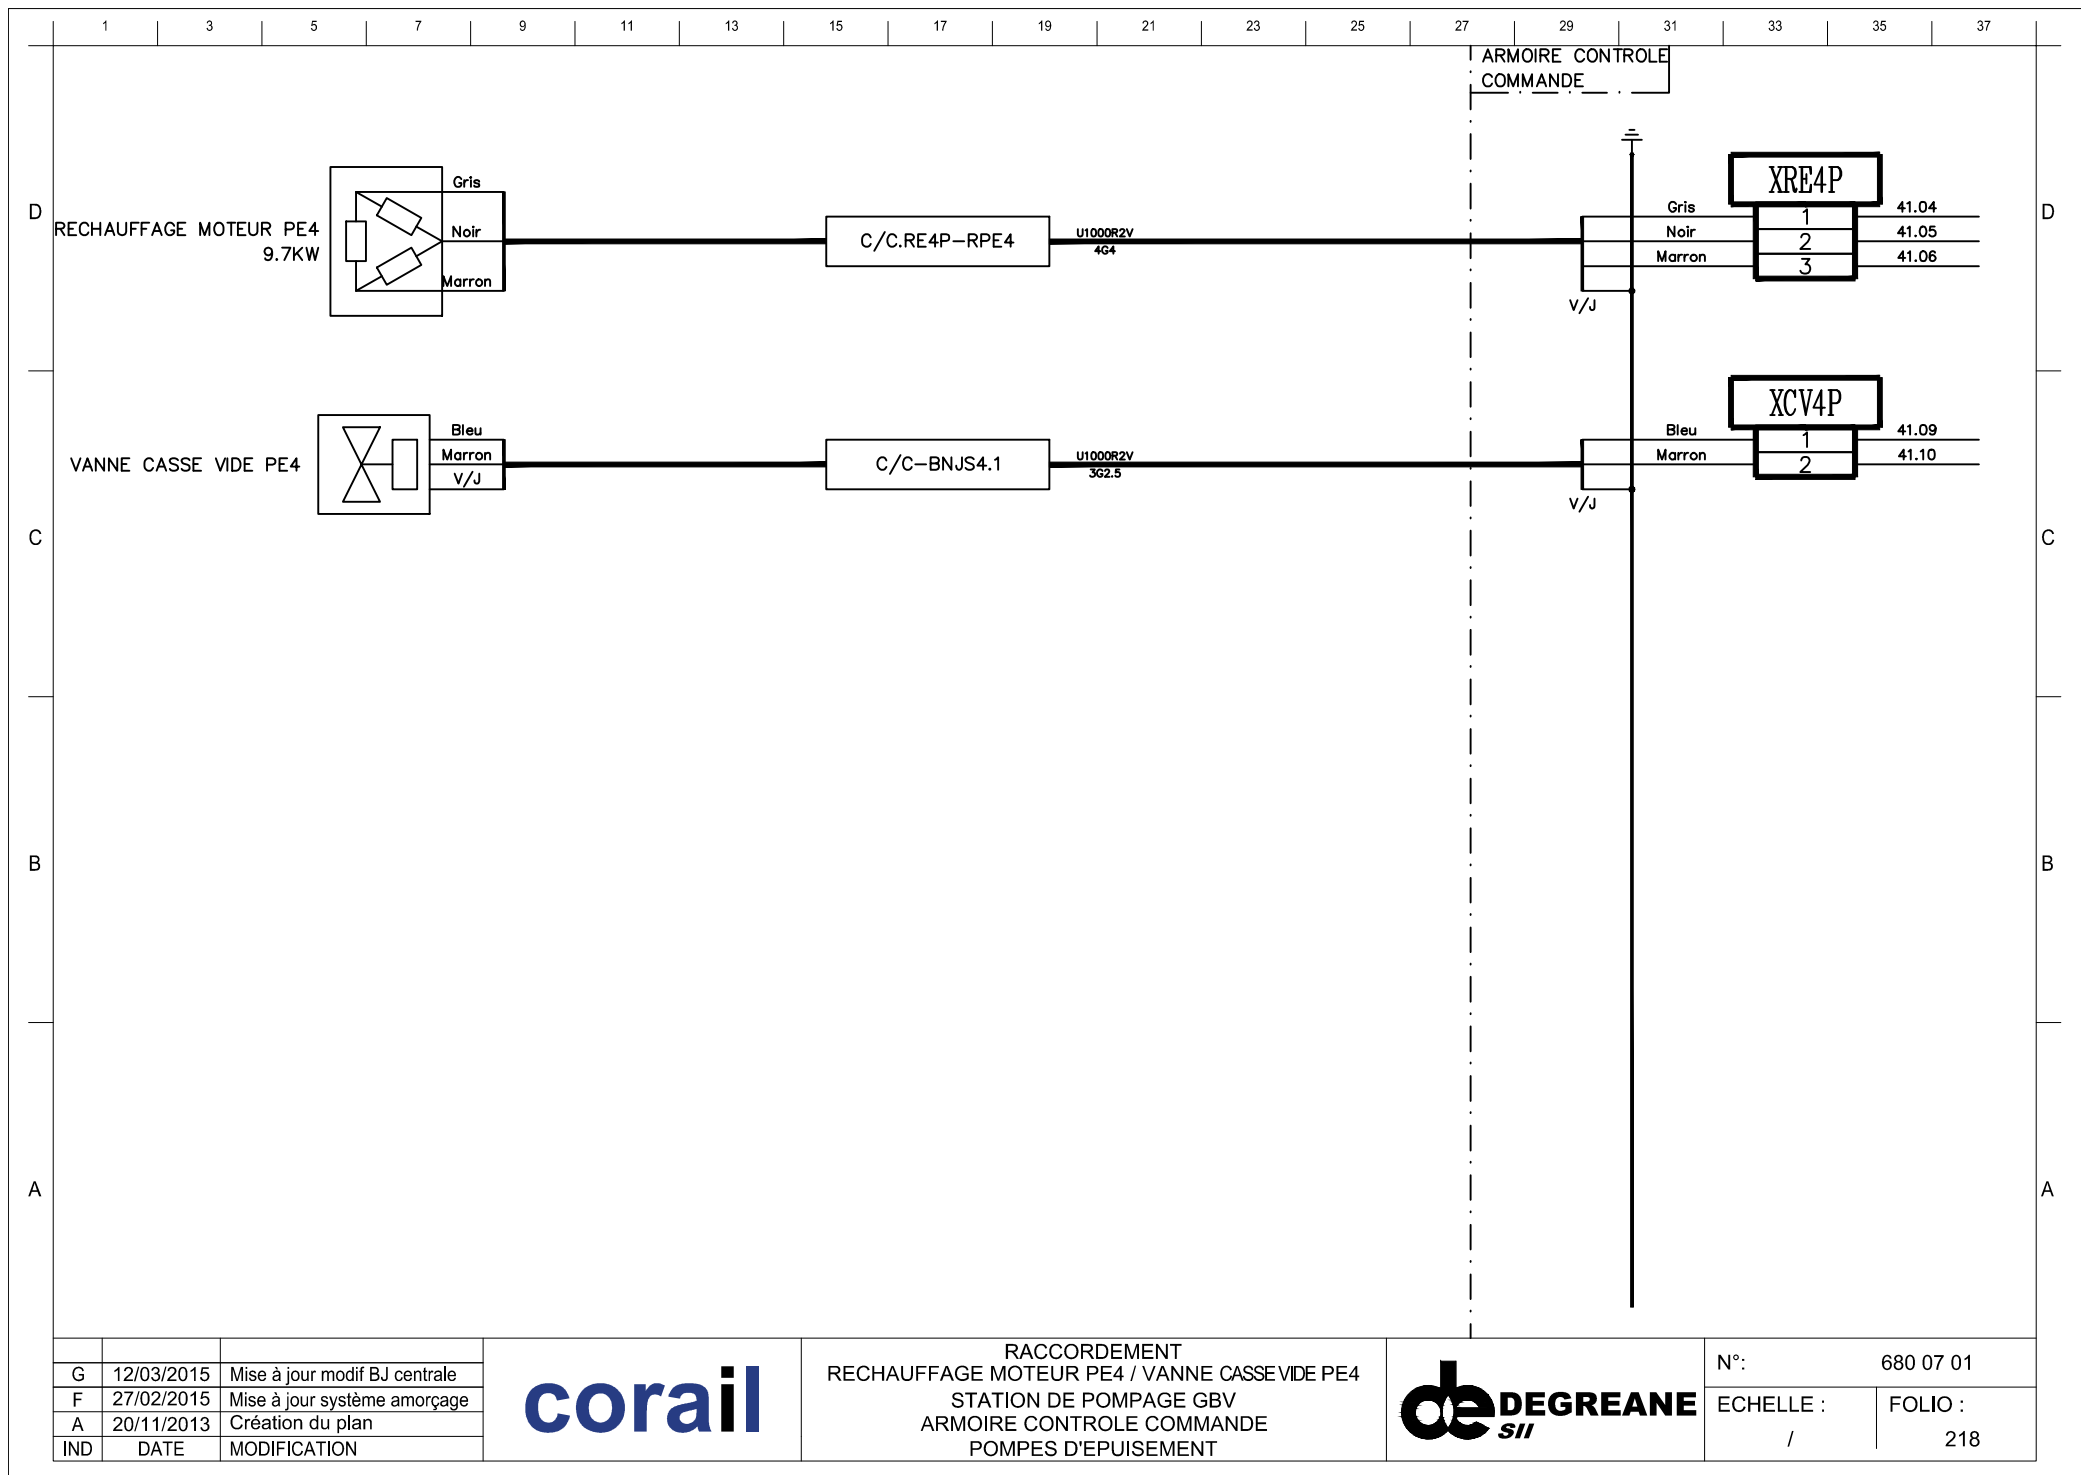 1 3 5 7 9 11 13 15 17 19 21 23 25 27 29 31 33 35 37
ARMOIRE CONTROLE
COMMANDE
D
D
RECHAUFFAGE MOTEUR PE4
9.7KW
Gris
Noir
Marron
C/C.RE4P-RPE4
U1000R2V
4G4
Gris
Noir
Marron
V/J
XRE4P
1
2
3
41.04
41.05
41.06
VANNE CASSE VIDE PE4
Bleu
Marron
V/J
C/C-BNJS4.1
U1000R2V
3G2.5
Bleu
Marron
V/J
XCV4P
1
2
41.09
41.10
C
C
B
B
A
A
G 12/03/2015 Mise à jour modif BJ centrale
F 27/02/2015 Mise à jour système amorçage
A 20/11/2013 Création du plan
IND DATE MODIFICATION
corail
RACCORDEMENT
RECHAUFFAGE MOTEUR PE4 / VANNE CASSE VIDE PE4
STATION DE POMPAGE GBV
ARMOIRE CONTROLE COMMANDE
POMPES D'EPUISEMENT
de DEGREANE
SII
N°: 680 07 01
ECHELLE :
/
FOLIO :
218